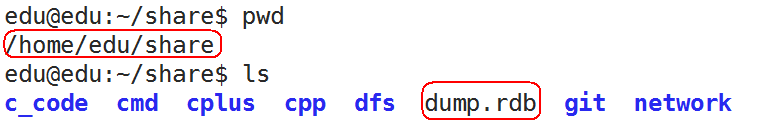 edu@edu:~/share$ pwd
/home/edu/share
edu@edu:~/share$ ls
c_code  cmd  cplus  cpp  dfs  dump.rdb  git  network